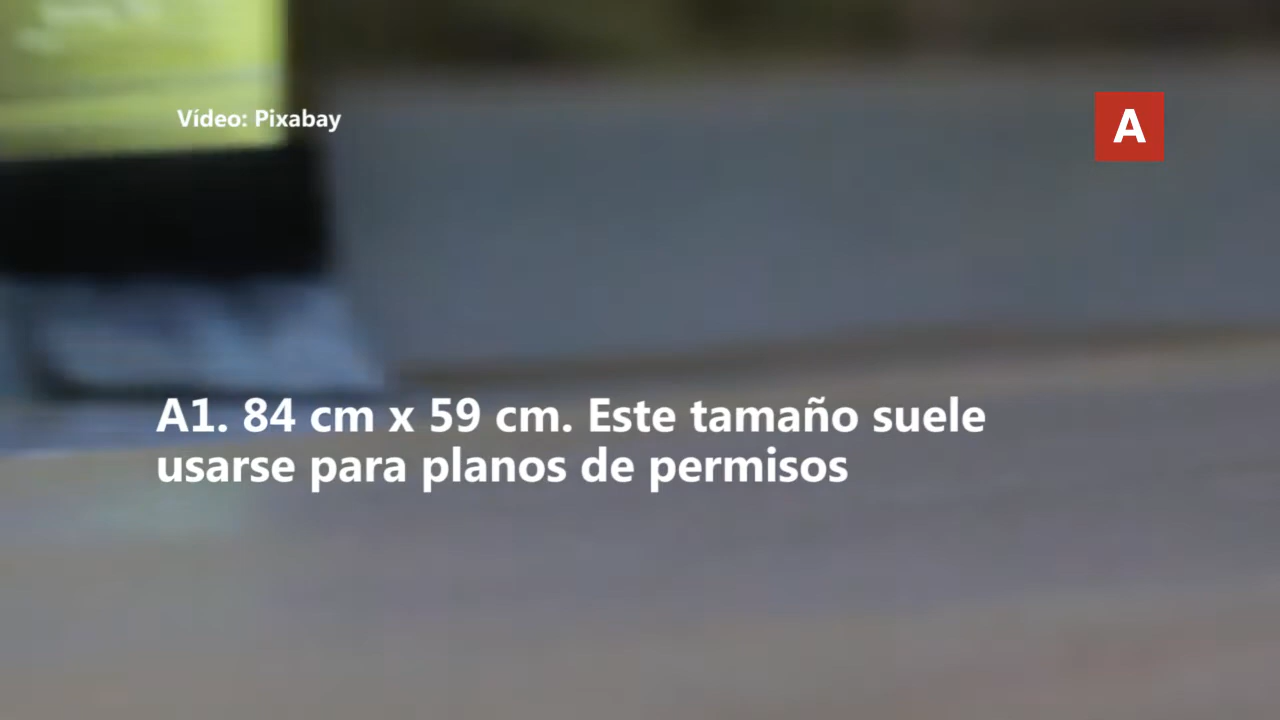 Vídeo: Pixabay
A
A1. 84 cm x 59 cm. Este tamaño suele
usarse para planos de permisos